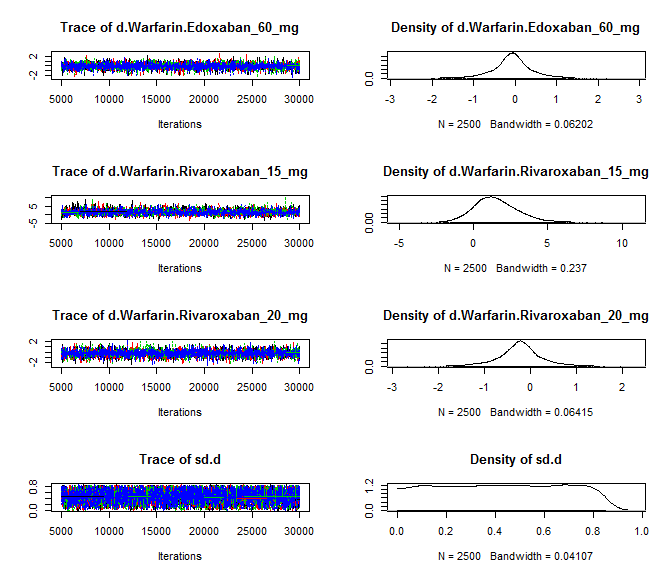 Trace of d.Warfarin.Edoxaban_60_mg
Density of d.Warfarin.Edoxaban_60_mg
-2 2
5000 10000 15000 20000 25000 30000
Iterations
0.0
-3 -2 -1 0 1 2 3
N = 2500 Bandwidth = 0.06202
Trace of d.Warfarin.Rivaroxaban_15_mg
Density of d.Warfarin.Rivaroxaban_15_mg
-5 5
5000 10000 15000 20000 25000 30000
Iterations
0.00
-5 0 5 10
N = 2500 Bandwidth = 0.237
Trace of d.Warfarin.Rivaroxaban_20_mg
Density of d.Warfarin.Rivaroxaban_20_mg
-2 2
5000 10000 15000 20000 25000 30000
Iterations
0.0
-3 -2 -1 0 1 2
N = 2500 Bandwidth = 0.06415
Trace of sd.d
Density of sd.d
0.0 0.8
5000 10000 15000 20000 25000 30000
Iterations
0.0 1.2
0.0 0.2 0.4 0.6 0.8 1.0
N = 2500 Bandwidth = 0.04107